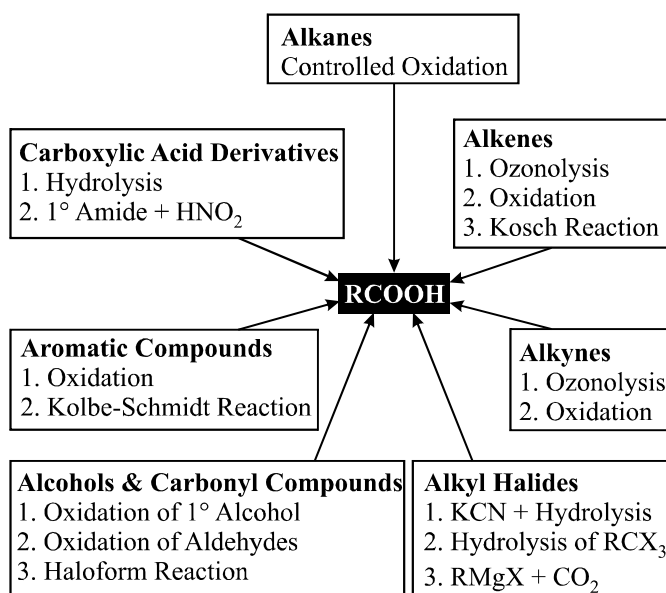 Alkanes
Controlled Oxidation
Carboxylic Acid Derivatives
1. Hydrolysis
2. 1° Amide + HNO₂
Alkenes
1. Ozonolysis
2. Oxidation
3. Kosch Reaction
RCOOH
Aromatic Compounds
1. Oxidation
2. Kolbe-Schmidt Reaction
Alkynes
1. Ozonolysis
2. Oxidation
Alcohols & Carbonyl Compounds
1. Oxidation of 1° Alcohol
2. Oxidation of Aldehydes
3. Haloform Reaction
Alkyl Halides
1. KCN + Hydrolysis
2. Hydrolysis of RCX₃
3. RMgX + CO₂